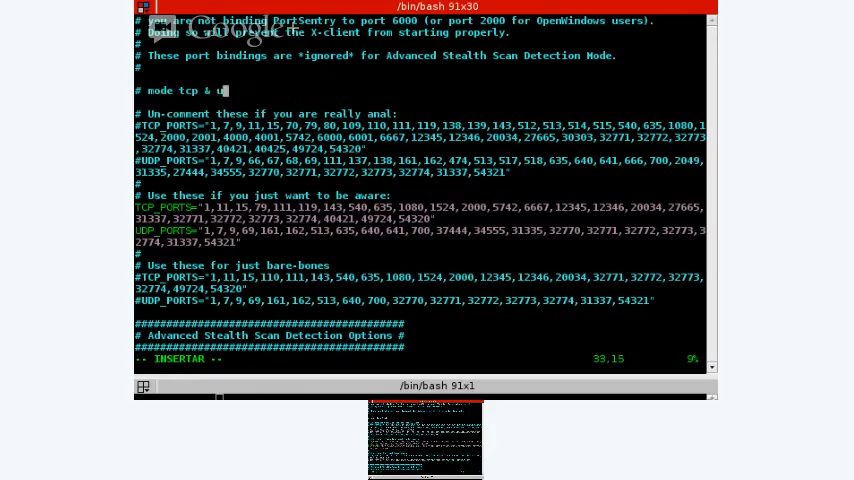 /bin/bash 91x30
# you are not binding PortSentry to port 6000 (or port 2000 for OpenWindows users).
# Doing so will prevent the X-client from starting properly.
#
# These port bindings are *ignored* for Advanced Stealth Scan Detection Mode.
#
# mode tcp & u
# Un-comment these if you are really anal:
#TCP_PORTS="1,7,9,11,15,70,79,80,109,110,111,119,138,139,143,512,513,514,515,540,635,1080,1
524,2000,2001,4000,4001,5742,6000,6001,6667,12345,12346,20034,27665,30303,32771,32772,32773
,32774,31337,40421,40425,49724,54320"
#UDP_PORTS="1,7,9,66,67,68,69,111,137,138,161,162,474,513,517,518,635,640,641,666,700,2049,
31335,27444,34555,32770,32771,32772,32773,32774,31337,54321"
#
# Use these if you just want to be aware:
TCP_PORTS="1,11,15,79,111,119,143,540,635,1080,1524,2000,5742,6667,12345,12346,20034,27665,
31337,32771,32772,32773,32774,40421,49724,54320"
UDP_PORTS="1,7,9,69,161,162,513,635,640,641,700,37444,34555,31335,32770,32771,32772,32773,3
2774,31337,54321"
#
# Use these for just bare-bones
#TCP_PORTS="1,11,15,110,111,143,540,635,1080,1524,2000,12345,12346,20034,32771,32772,32773,
32774,49724,54320"
#UDP_PORTS="1,7,9,69,161,162,513,640,700,32770,32771,32772,32773,32774,31337,54321"
##########################################
# Advanced Stealth Scan Detection Options #
##########################################
-- INSERTAR -- 33,15 9%
/bin/bash 91x1
Google+